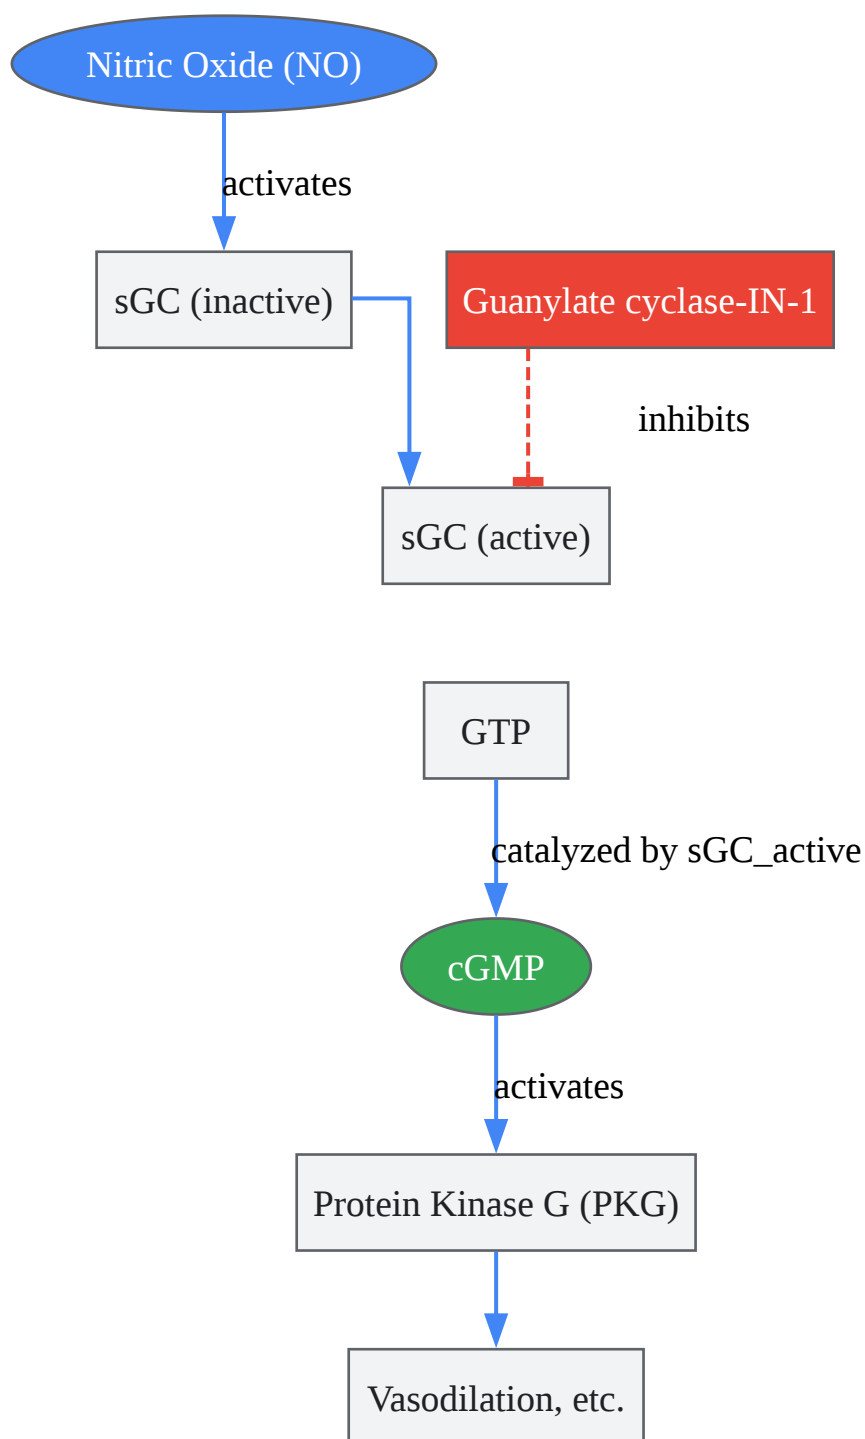 Nitric Oxide (NO)
activates
sGC (inactive)
Guanylate cyclase-IN-1
inhibits
sGC (active)
GTP
catalyzed by sGC_active
cGMP
activates
Protein Kinase G (PKG)
Vasodilation, etc.